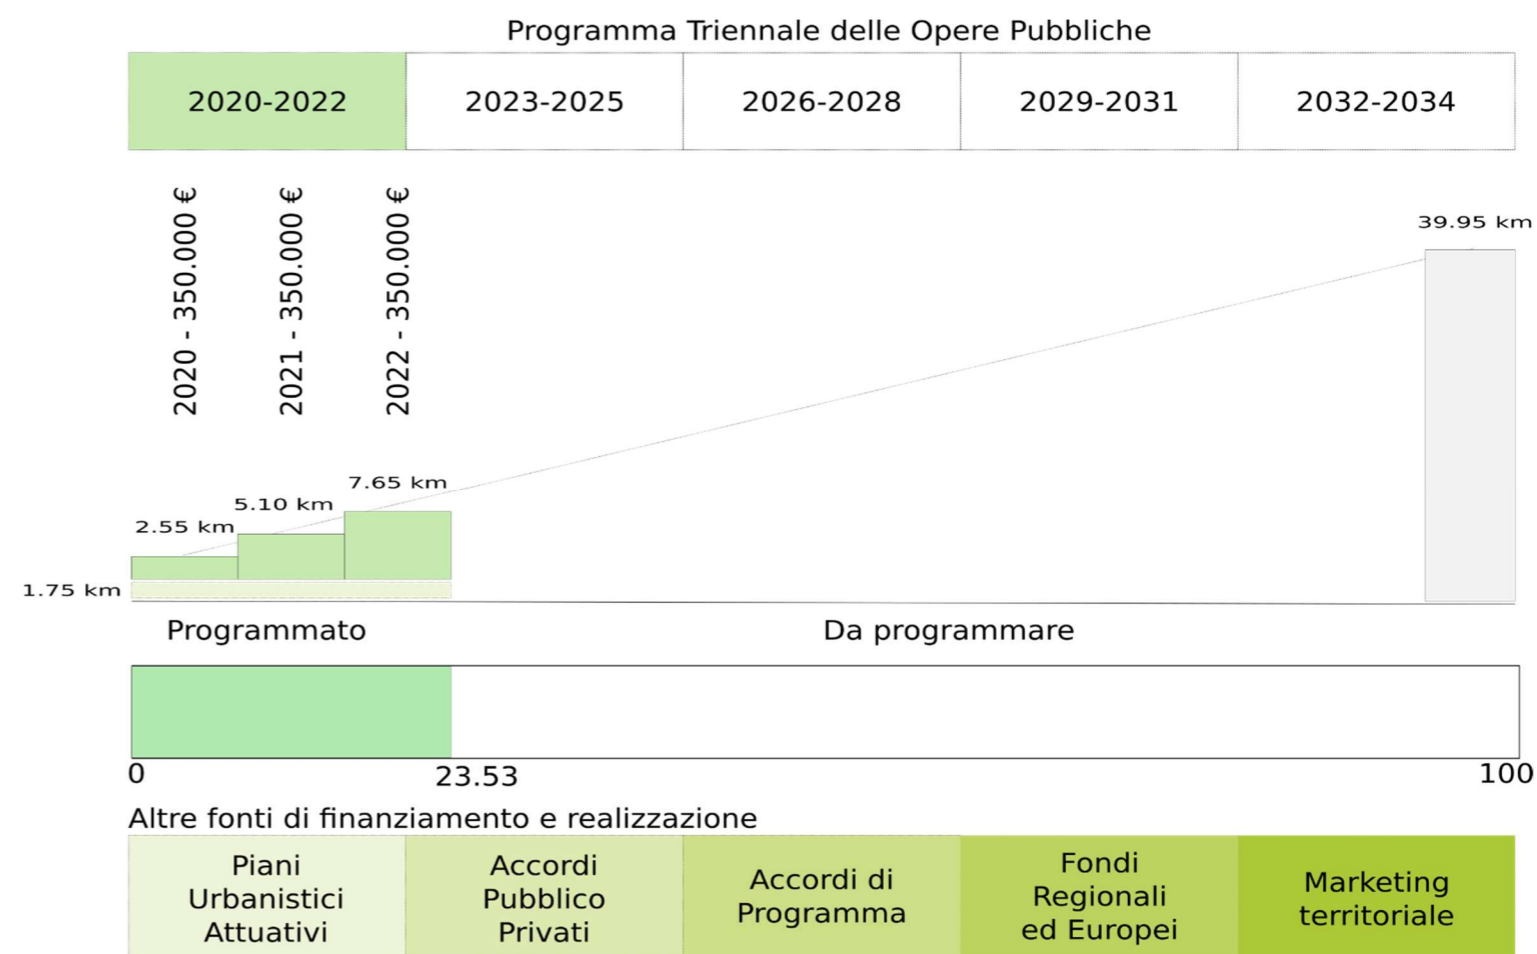 Programma Triennale delle Opere Pubbliche
2020-2022
2023-2025
2026-2028
2029-2031
2032-2034
2020 - 350.000 €
2021 - 350.000 €
2022 - 350.000 €
39.95 km
7.65 km
5.10 km
2.55 km
1.75 km
Programmato
Da programmare
0
23.53
100
Altre fonti di finanziamento e realizzazione
Piani
Urbanistici
Attuativi
Accordi
Pubblico
Privati
Accordi di
Programma
Fondi
Regionali
ed Europei
Marketing
territoriale